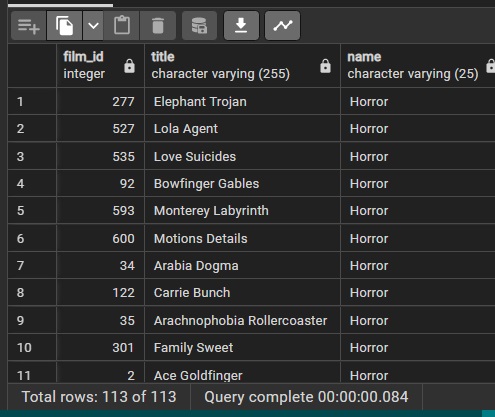 film_id title name
integer character varying (255) character varying (25)
1 277 Elephant Trojan Horror
2 527 Lola Agent Horror
3 535 Love Suicides Horror
4 92 Bowfinger Gables Horror
5 593 Monterey Labyrinth Horror
6 600 Motions Details Horror
7 34 Arabia Dogma Horror
8 122 Carrie Bunch Horror
9 35 Arachnophobia Rollercoaster Horror
10 301 Family Sweet Horror
11 2 Ace Goldfinger Horror
Total rows: 113 of 113 Query complete 00:00:00.084